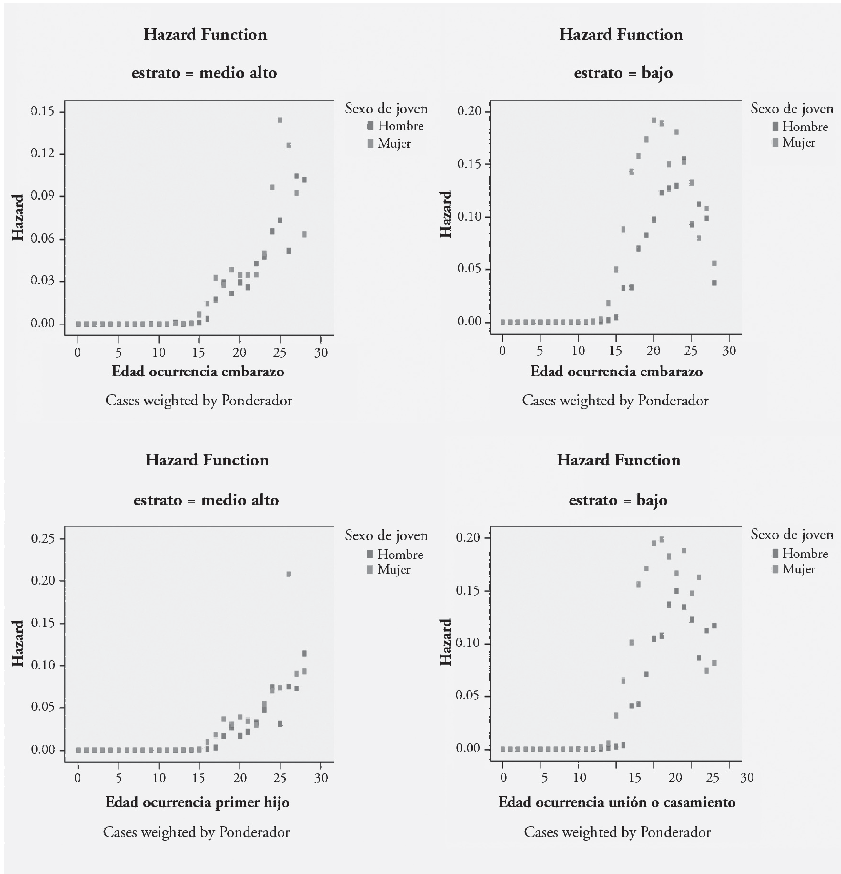 Hazard Function
estrato = medio alto
Sexo de joven
Hombre
Mujer
0.15
0.12
0.09
0.06
0.03
0.00
Hazard
0 5 10 15 20 25 30
Edad ocurrencia embarazo
Cases weighted by Ponderador
Hazard Function
estrato = bajo
Sexo de joven
Hombre
Mujer
0.20
0.15
0.10
0.05
0.00
Hazard
0 5 10 15 20 25 30
Edad ocurrencia embarazo
Cases weighted by Ponderador
Hazard Function
estrato = medio alto
Sexo de joven
Hombre
Mujer
0.25
0.20
0.15
0.10
0.05
0.00
Hazard
0 5 10 15 20 25 30
Edad ocurrencia primer hijo
Cases weighted by Ponderador
Hazard Function
estrato = bajo
Sexo de joven
Hombre
Mujer
0.20
0.15
0.10
0.05
0.00
Hazard
0 5 10 15 20 25 30
Edad ocurrencia unión o casamiento
Cases weighted by Ponderador